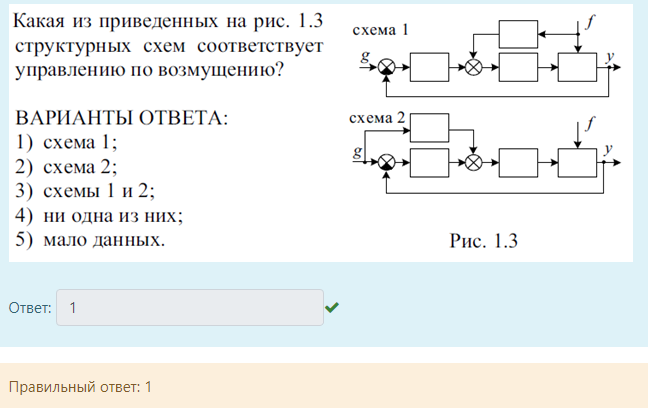 Какая из приведенных на рис. 1.3
структурных схем соответствует
управлению по возмущению?
ВАРИАНТЫ ОТВЕТА:
1) схема 1;
2) схема 2;
3) схемы 1 и 2;
4) ни одна из них;
5) мало данных.
схема 1
f
g
y
схема 2
f
g
y
Рис. 1.3
Ответ: 1
Правильный ответ: 1